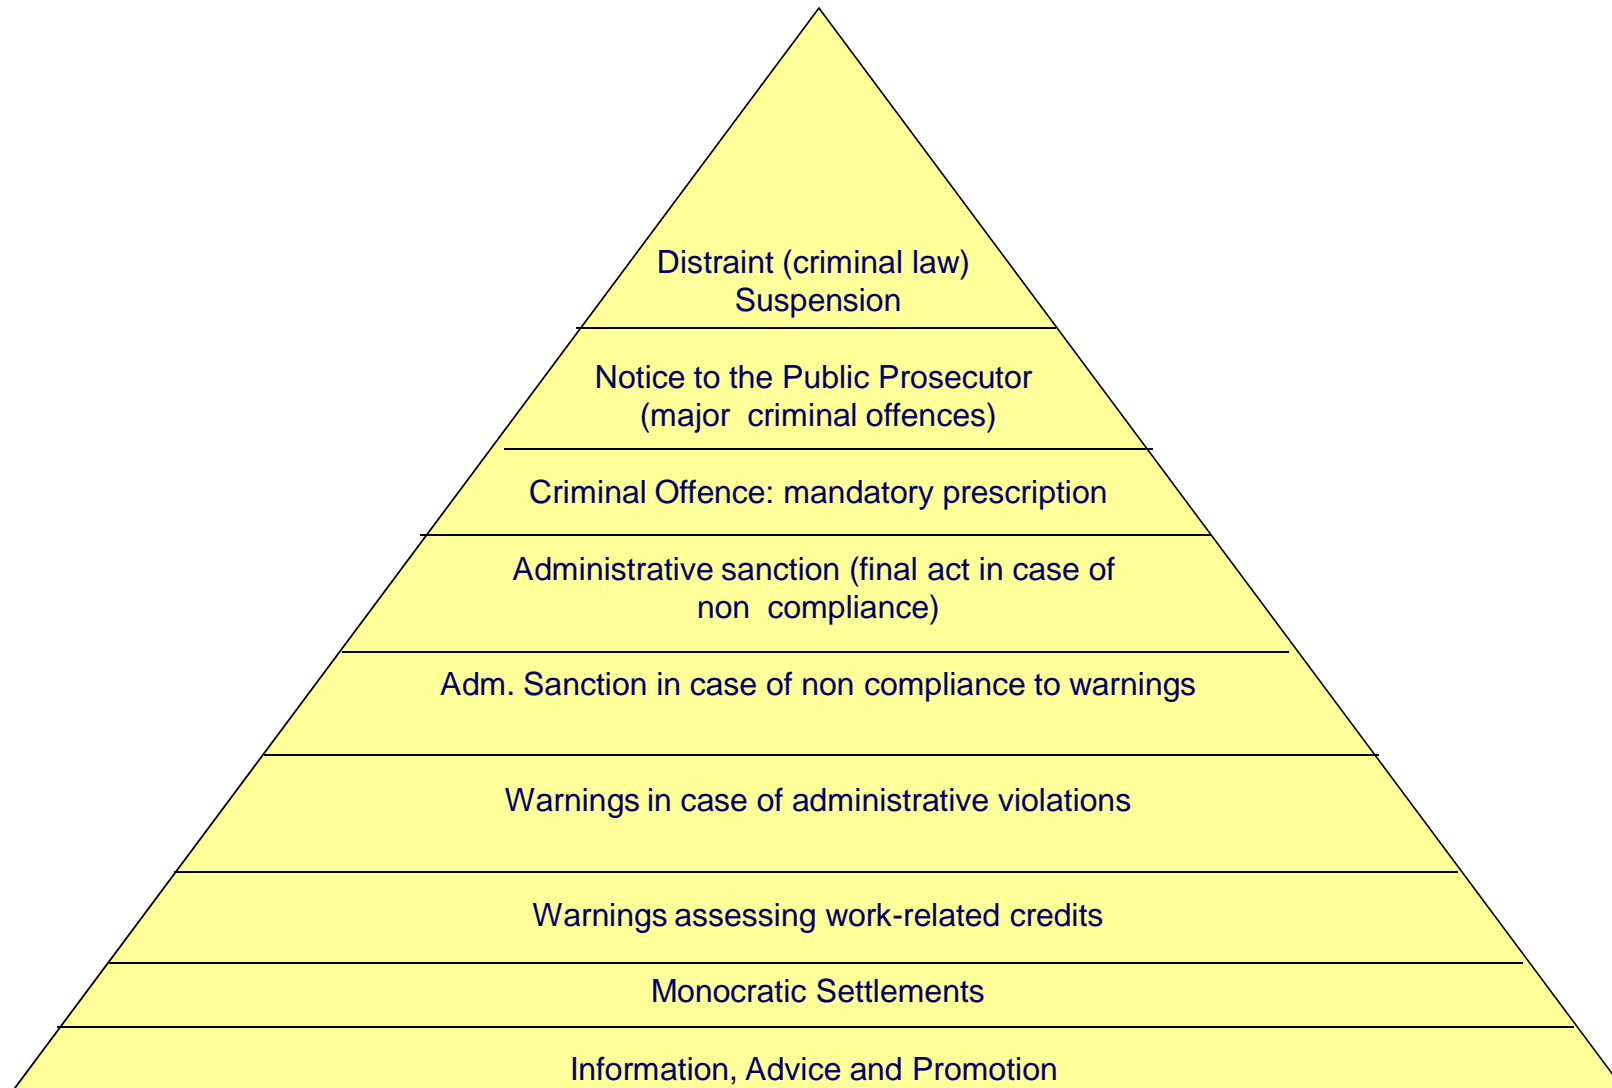 Distraint (criminal law)
Suspension
Notice to the Public Prosecutor
(major criminal offences)
Criminal Offence: mandatory prescription
Administrative sanction (final act in case of
non compliance)
Adm. Sanction in case of non compliance to warnings
Warnings in case of administrative violations
Warnings assessing work-related credits
Monocratic Settlements
Information, Advice and Promotion